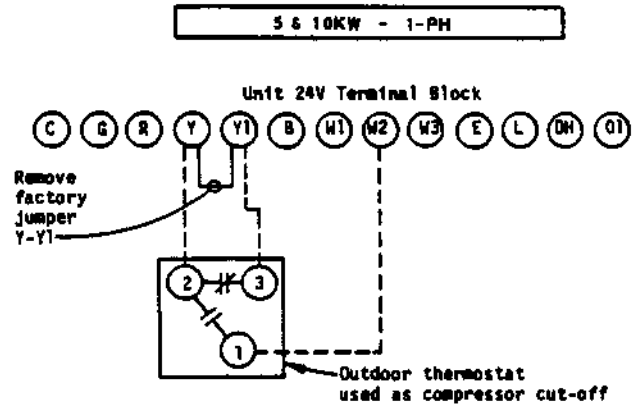 5 & 10KW - 1-PH
Unit 24V Terminal Block
C G R Y Y1 B W1 W2 W3 E L DH O1
Remove
factory
jumper
Y-Y1
2 3
1
Outdoor thermostat
used as compressor cut-off